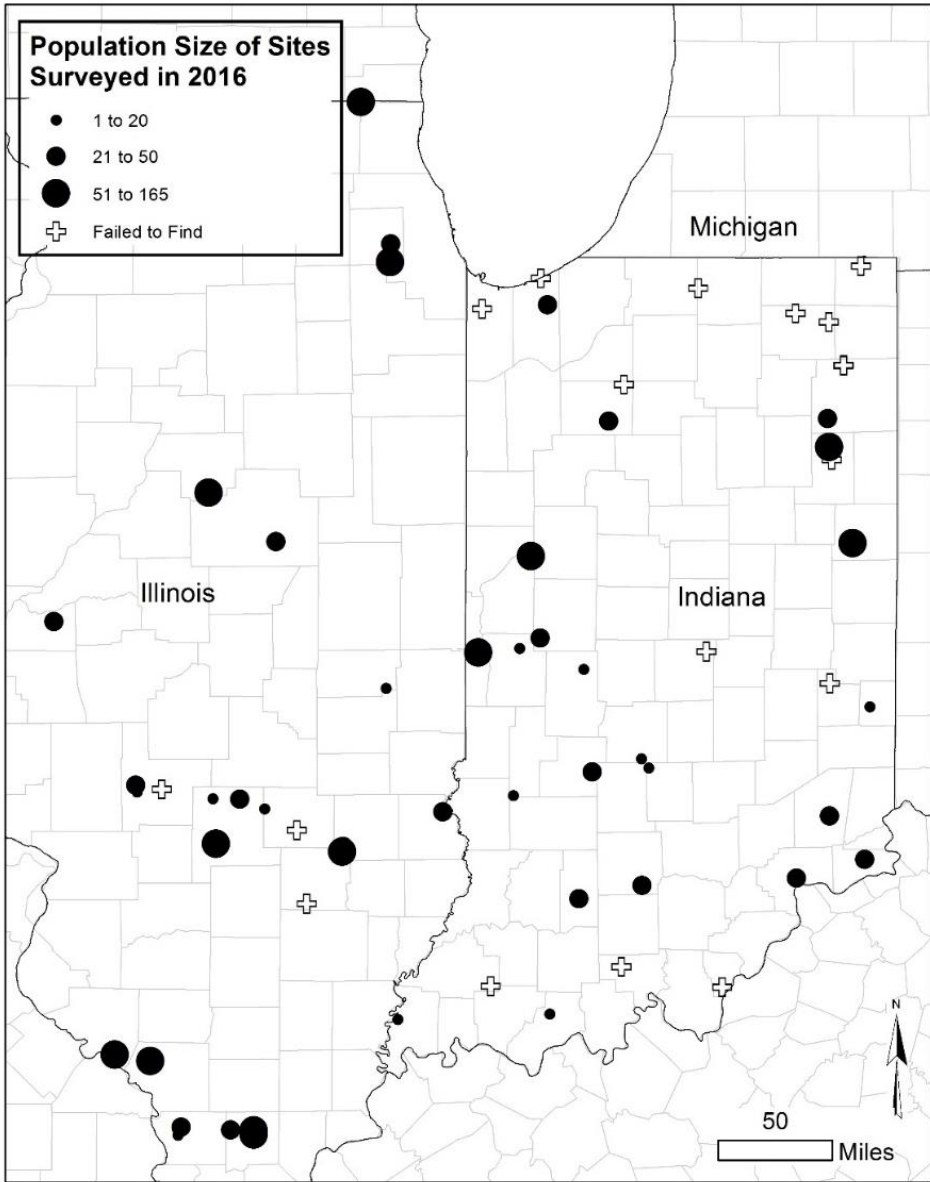 Population Size of Sites
Surveyed in 2016
1 to 20
21 to 50
51 to 165
Failed to Find
Michigan
Illinois
Indiana
N
50
Miles